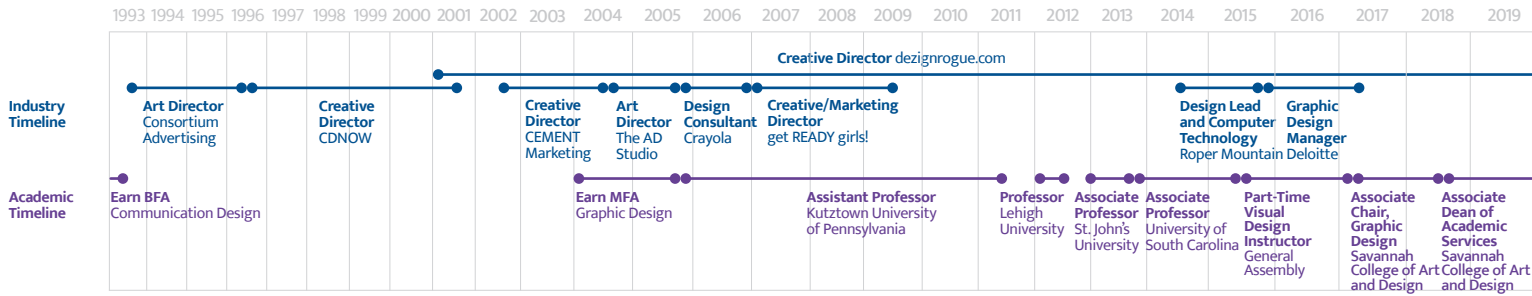 1993 1994 1995 1996 1997 1998 1999 2000 2001 2002 2003 2004 2005 2006 2007 2008 2009 2010 2011 2012 2013 2014 2015 2016 2017 2018 2019
Creative Director dezignrogue.com
Industry
Timeline
Art Director
Consortium
Advertising
Creative
Director
CDNOW
Creative
Director
CEMENT
Marketing
Art
Director
The AD
Studio
Design
Consultant
Crayola
Creative/Marketing
Director
get READY girls!
Design Lead
and Computer
Technology
Roper Mountain
Graphic
Design
Manager
Deloitte
Academic
Timeline
Earn BFA
Communication Design
Earn MFA
Graphic Design
Assistant Professor
Kutztown University
of Pennsylvania
Professor
Lehigh
University
Associate
Professor
St. John's
University
Associate
Professor
University of
South Carolina
Part-Time
Visual
Design
Instructor
General
Assembly
Associate
Chair,
Graphic
Design
Savannah
College of Art
and Design
Associate
Dean of
Academic
Services
Savannah
College of Art
and Design